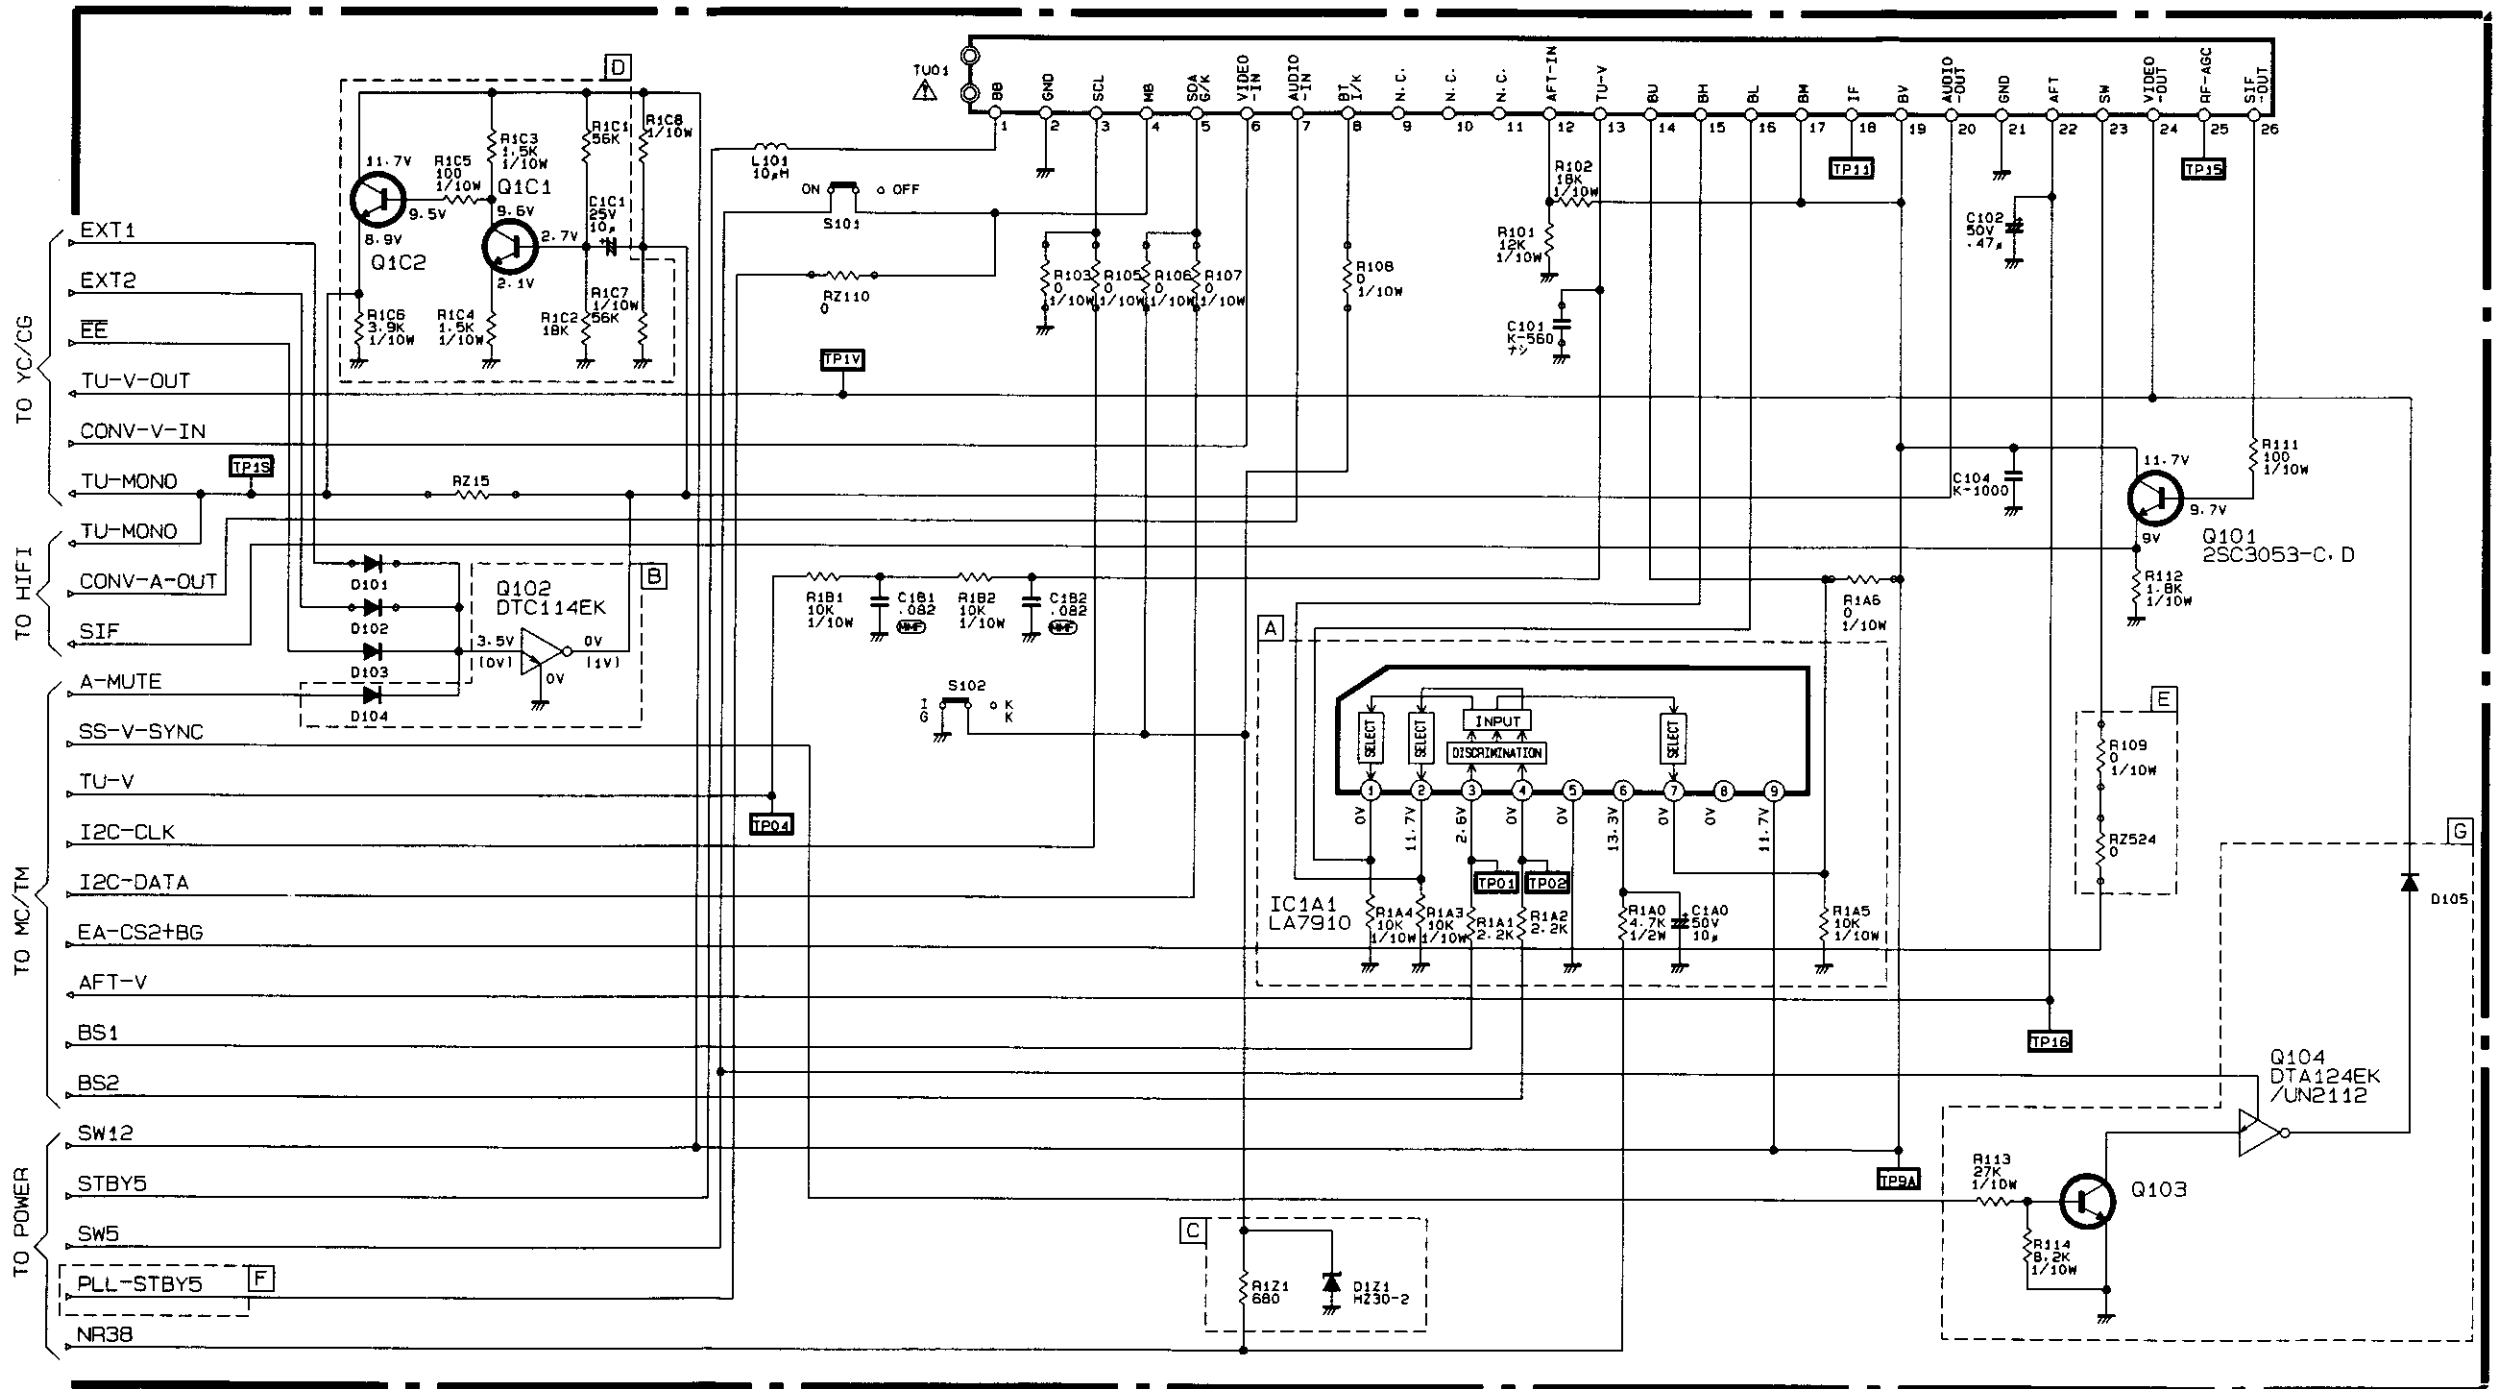 TU01
BB
GND
SCL
MB
SDA G/K
VIDEO -IN
AUDIO -IN
BT I/k
N.C.
N.C.
N.C.
AFT-IN
TU-V
BU
BH
BL
BM
IF
BV
AUDIO -OUT
GND
AFT
SW
VIDEO -OUT
RF-AGC
SIF -OUT
1 2 3 4 5 6 7 8 9 10 11 12 13 14 15 16 17 18 19 20 21 22 23 24 25 26
D
R1C3
1.5K
1/10W
R1C1
56K
R1C8
1/10W
11.7V
R1C5
100
1/10W
Q1C1
9.5V
9.6V
C1C1
25V
10µ
2.7V
8.9V
Q1C2
2.1V
R1C6
3.9K
1/10W
R1C4
1.5K
1/10W
R1C2
18K
R1C7
1/10W
56K
L101
10µH
ON
OFF
S101
RZ110
0
TP1V
R103
0
1/10W
R105
0
1/10W
R106
0
1/10W
R107
0
1/10W
R108
0
1/10W
R102
18K
1/10W
R101
12K
1/10W
C101
K-560
ナシ
TP11
TP15
C102
50V
.47µ
TO YC/CG
EXT1
EXT2
EE
TU-V-OUT
CONV-V-IN
TU-MONO
TP1S
RZ15
TO HIFI
TU-MONO
CONV-A-OUT
SIF
D101
D102
D103
D104
Q102
DTC114EK
B
3.5V
(0V)
0V
(1V)
0V
R1B1
10K
1/10W
C1B1
.082
MMF
R1B2
10K
1/10W
C1B2
.082
MMF
C104
K-1000
11.7V
9.7V
9V
R111
100
1/10W
Q101
2SC3053-C,D
R112
1.8K
1/10W
R1A6
0
1/10W
TO MC/TM
A-MUTE
SS-V-SYNC
TU-V
I2C-CLK
I2C-DATA
EA-CS2+BG
AFT-V
BS1
BS2
TP04
S102
I
G
K
K
A
SELECT
SELECT
INPUT
DISCRIMINATION
SELECT
1 2 3 4 5 6 7 8 9
0V
11.7V
2.6V
0V
0V
13.3V
0V
0V
11.7V
TP01
TP02
IC1A1
LA7910
R1A4
10K
1/10W
R1A3
10K
1/10W
R1A1
2.2K
R1A2
2.2K
R1A0
4.7K
1/2W
C1A0
50V
10µ
R1A5
10K
1/10W
E
R109
0
1/10W
RZ524
0
G
D105
TP16
Q104
DTA124EK
/UN2112
TO POWER
SW12
STBY5
SW5
PLL-STBY5
F
NR38
C
R1Z1
680
D1Z1
HZ30-2
TP9A
R113
27K
1/10W
Q103
R114
8.2K
1/10W